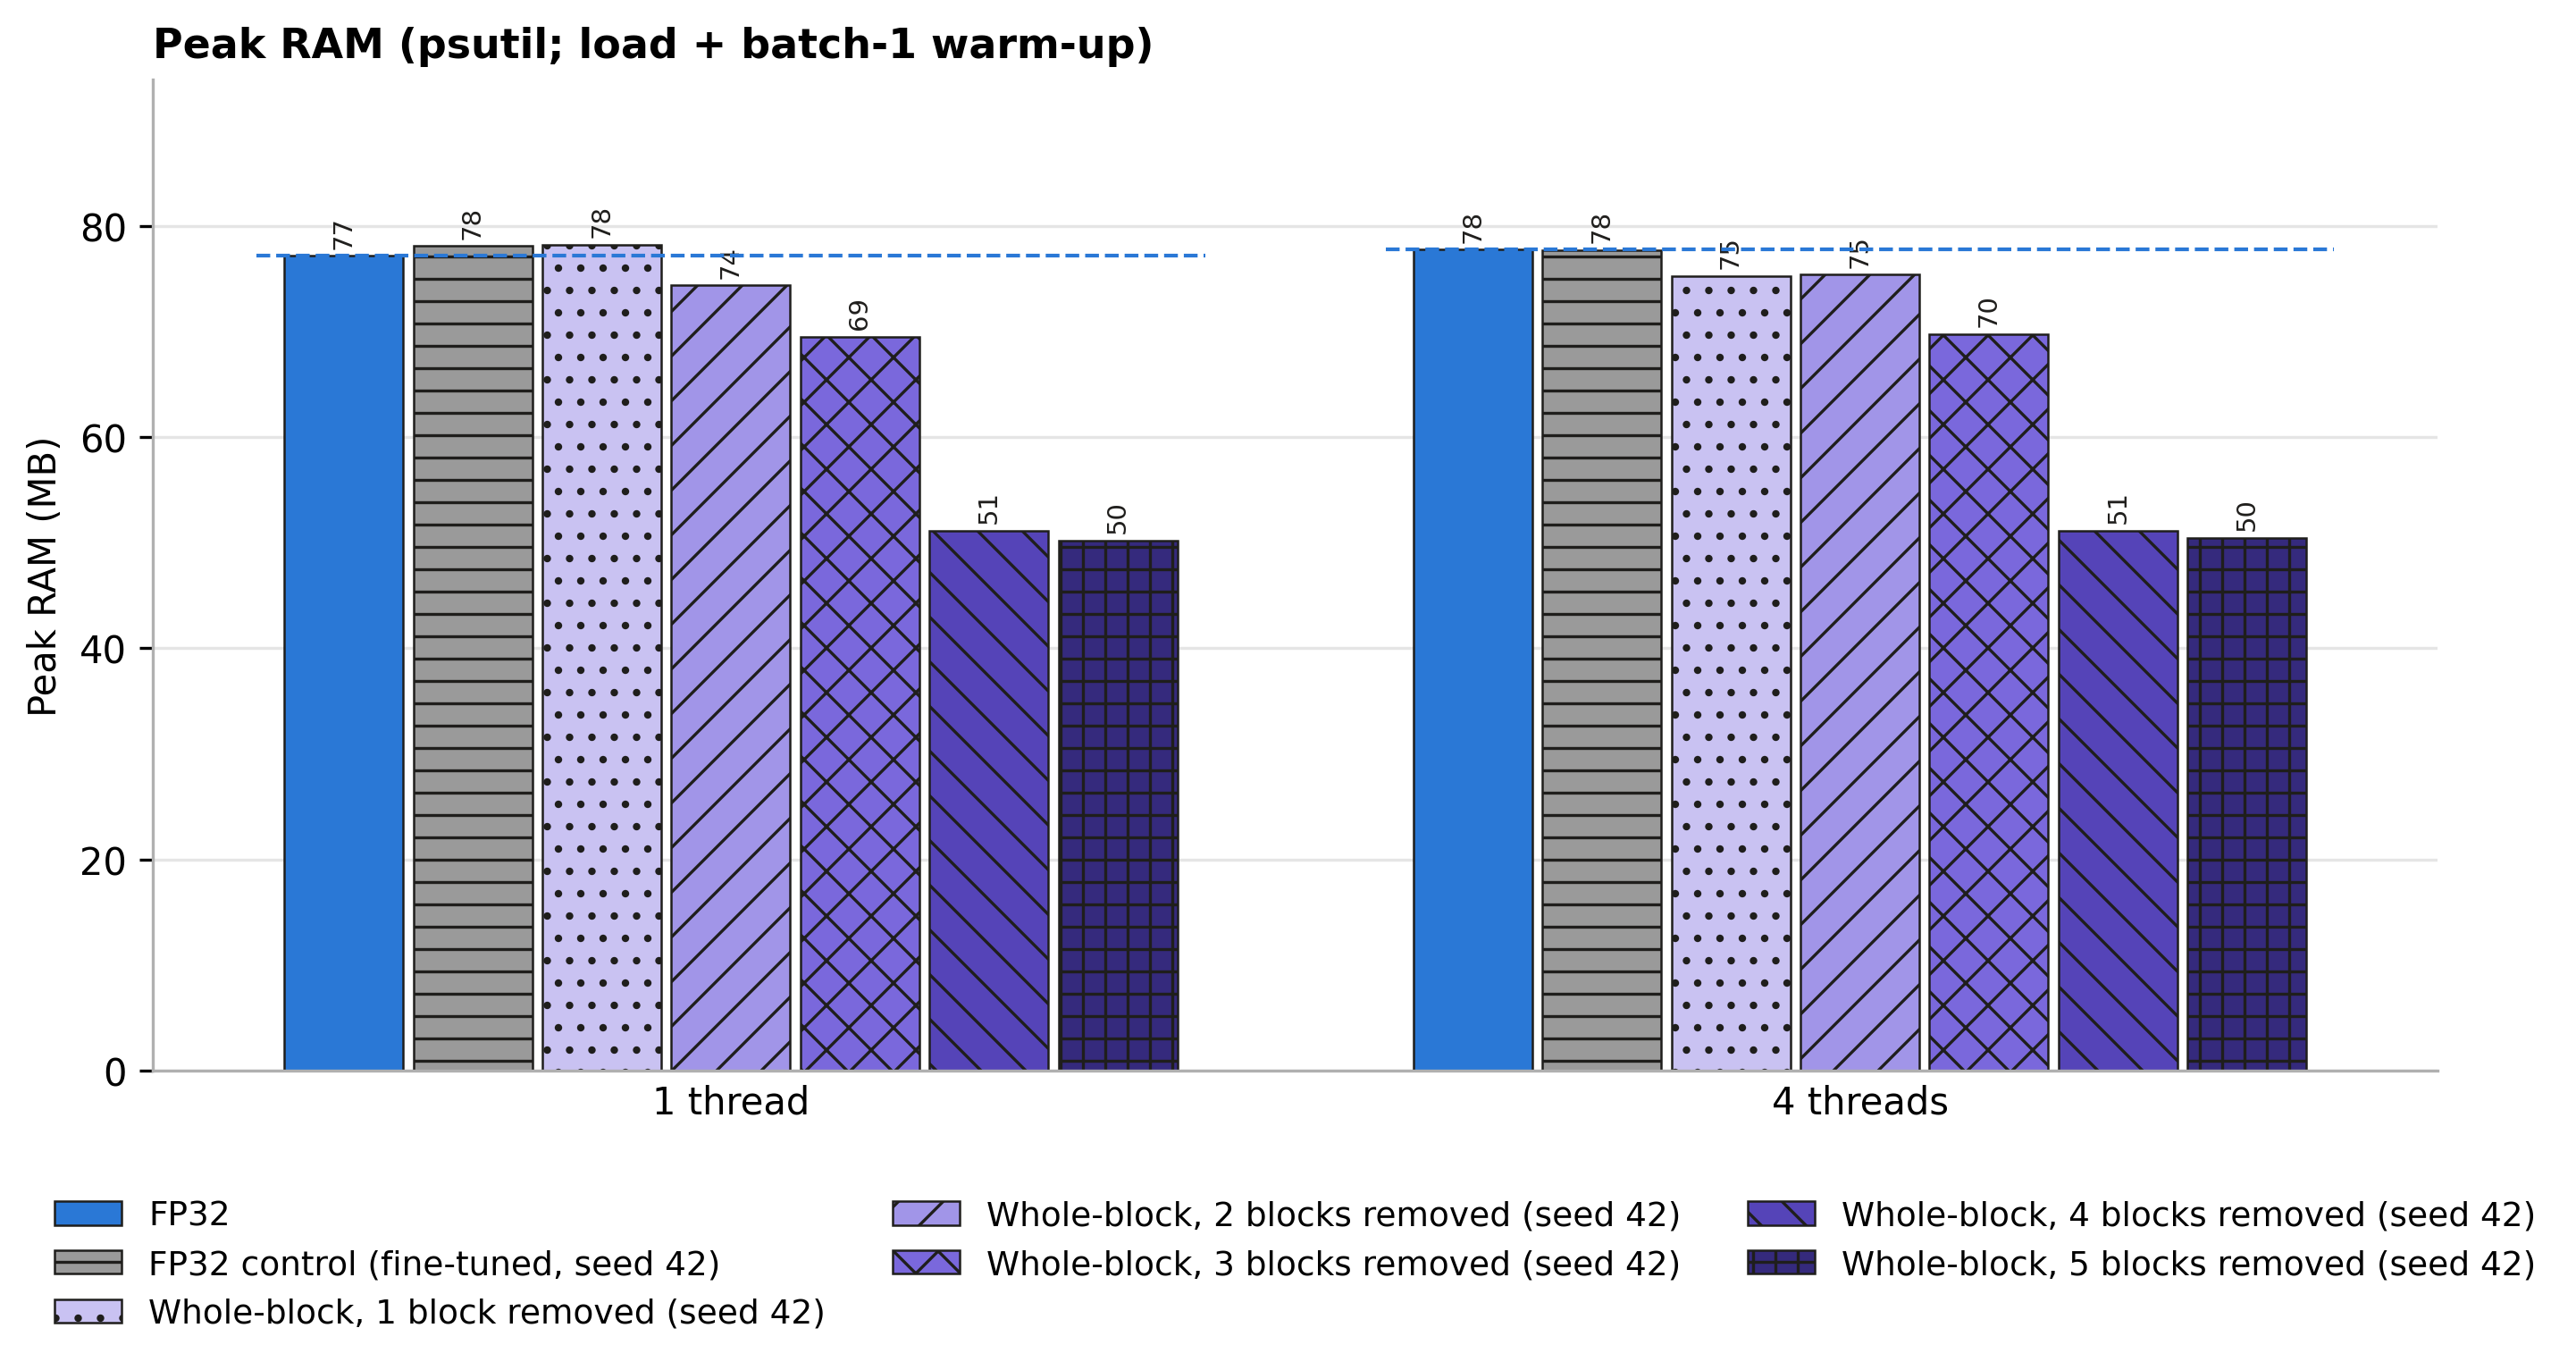 Peak RAM (psutil; load + batch-1 warm-up)
Peak RAM (MB)
80
60
40
20
0
77
78
78
74
69
51
50
78
78
75
75
70
51
50
1 thread
4 threads
FP32
FP32 control (fine-tuned, seed 42)
Whole-block, 1 block removed (seed 42)
Whole-block, 2 blocks removed (seed 42)
Whole-block, 3 blocks removed (seed 42)
Whole-block, 4 blocks removed (seed 42)
Whole-block, 5 blocks removed (seed 42)